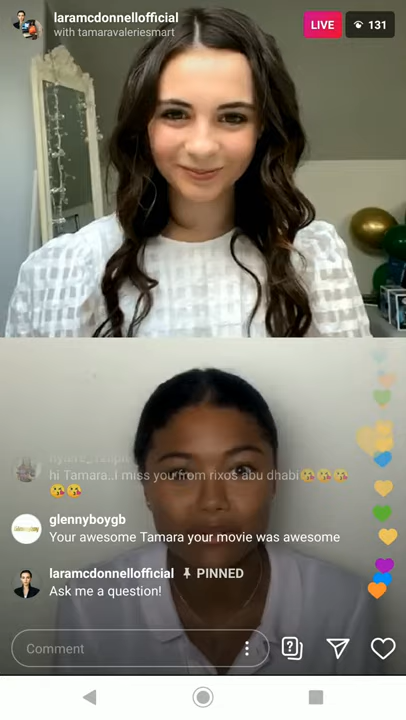 laramcdonnellofficial
with tamaravaleriesmart
LIVE
131
hi Tamara..I miss you from rixos abu dhabi😘😘😘
😘😘
glennyboygb
Your awesome Tamara your movie was awesome
laramcdonnellofficial PINNED
Ask me a question!
Comment